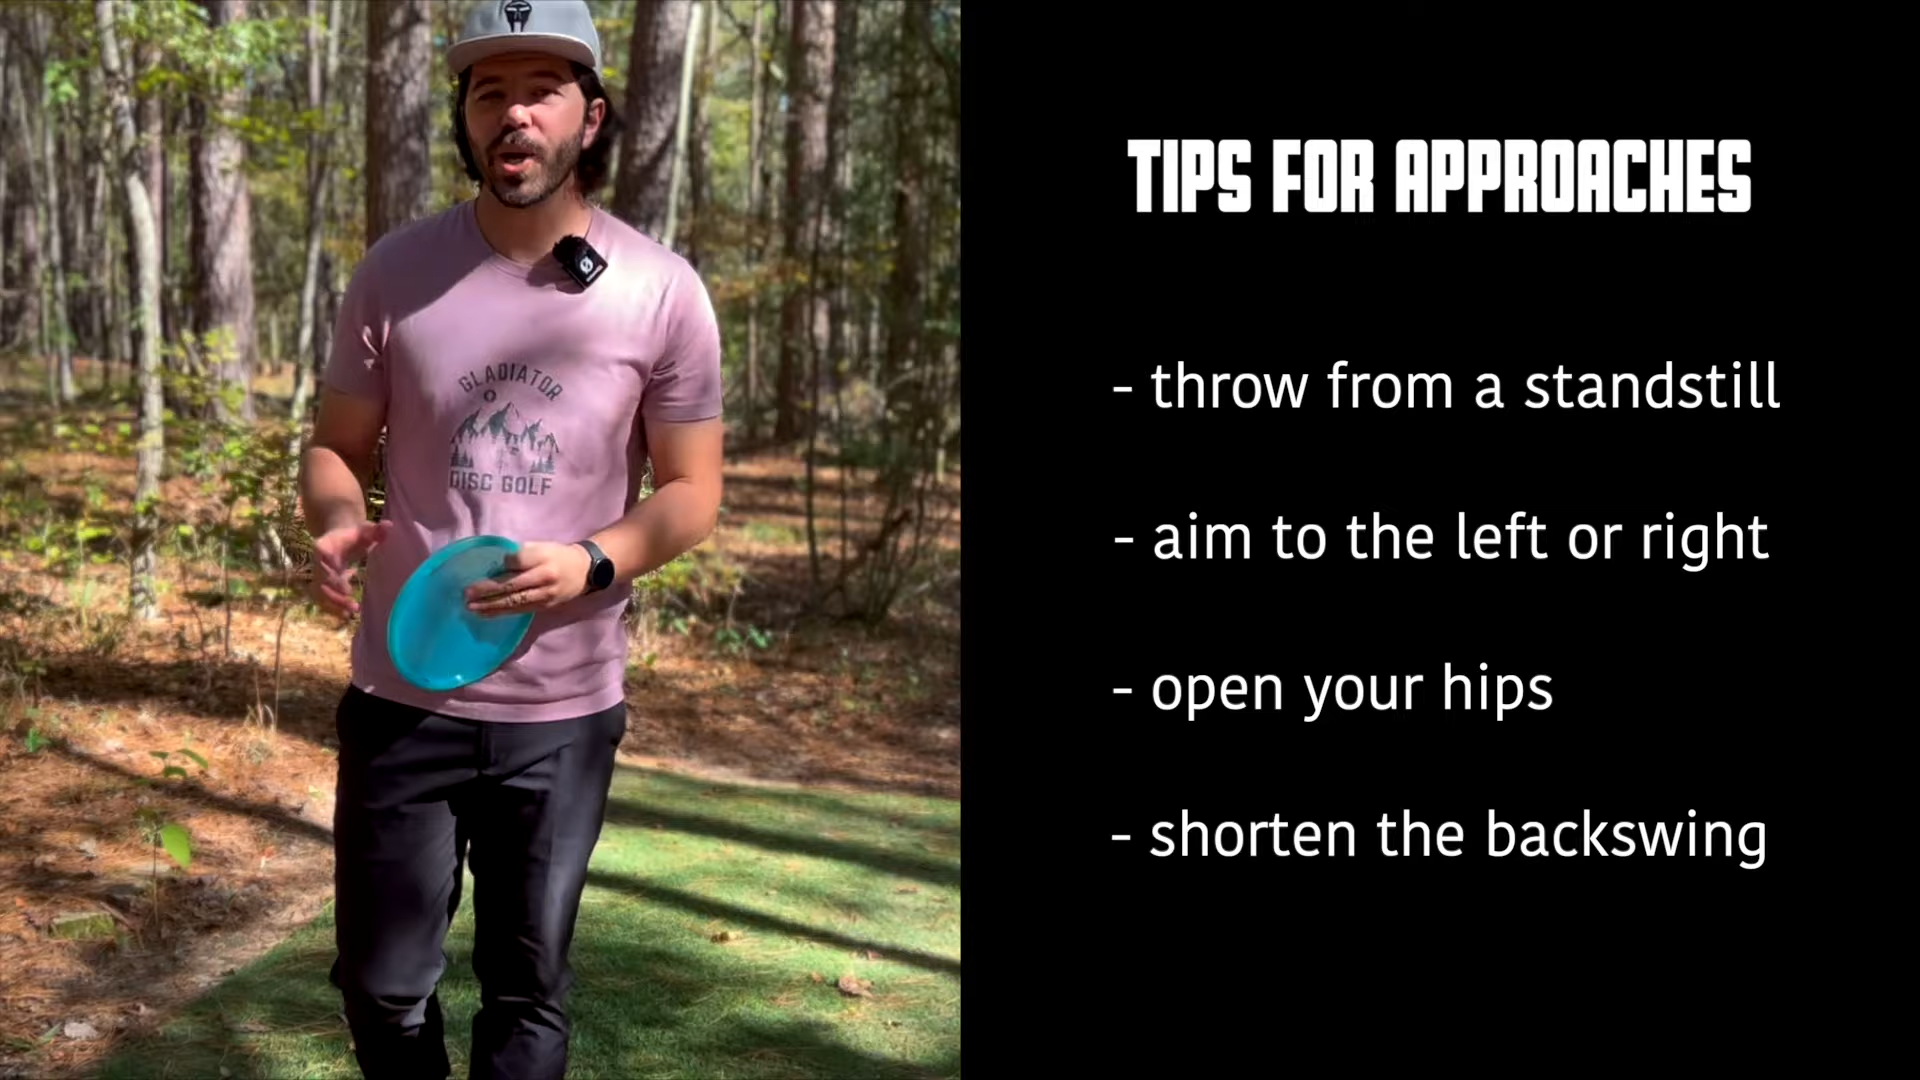 GLADIATOR
DISC GOLF
TIPS FOR APPROACHES
- throw from a standstill
- aim to the left or right
- open your hips
- shorten the backswing